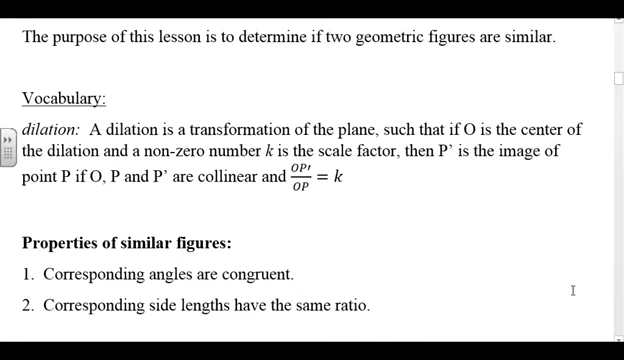 The purpose of this lesson is to determine if two geometric figures are similar.
Vocabulary:
dilation: A dilation is a transformation of the plane, such that if O is the center of
the dilation and a non-zero number k is the scale factor, then P’ is the image of
point P if O, P and P’ are collinear and OP′/OP = k
Properties of similar figures:
1. Corresponding angles are congruent.
2. Corresponding side lengths have the same ratio.